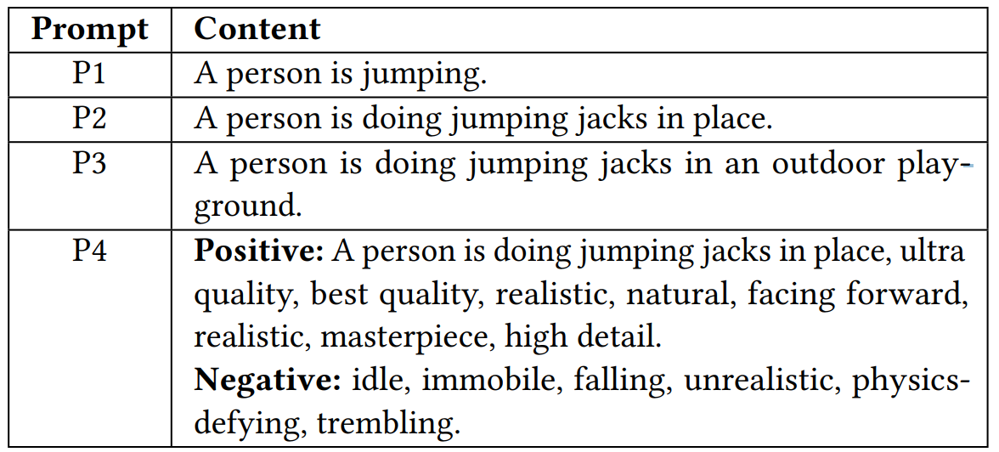 Prompt Content
P1 A person is jumping.
P2 A person is doing jumping jacks in place.
P3 A person is doing jumping jacks in an outdoor play-
ground.
P4 Positive: A person is doing jumping jacks in place, ultra
quality, best quality, realistic, natural, facing forward,
realistic, masterpiece, high detail.
Negative: idle, immobile, falling, unrealistic, physics-
defying, trembling.